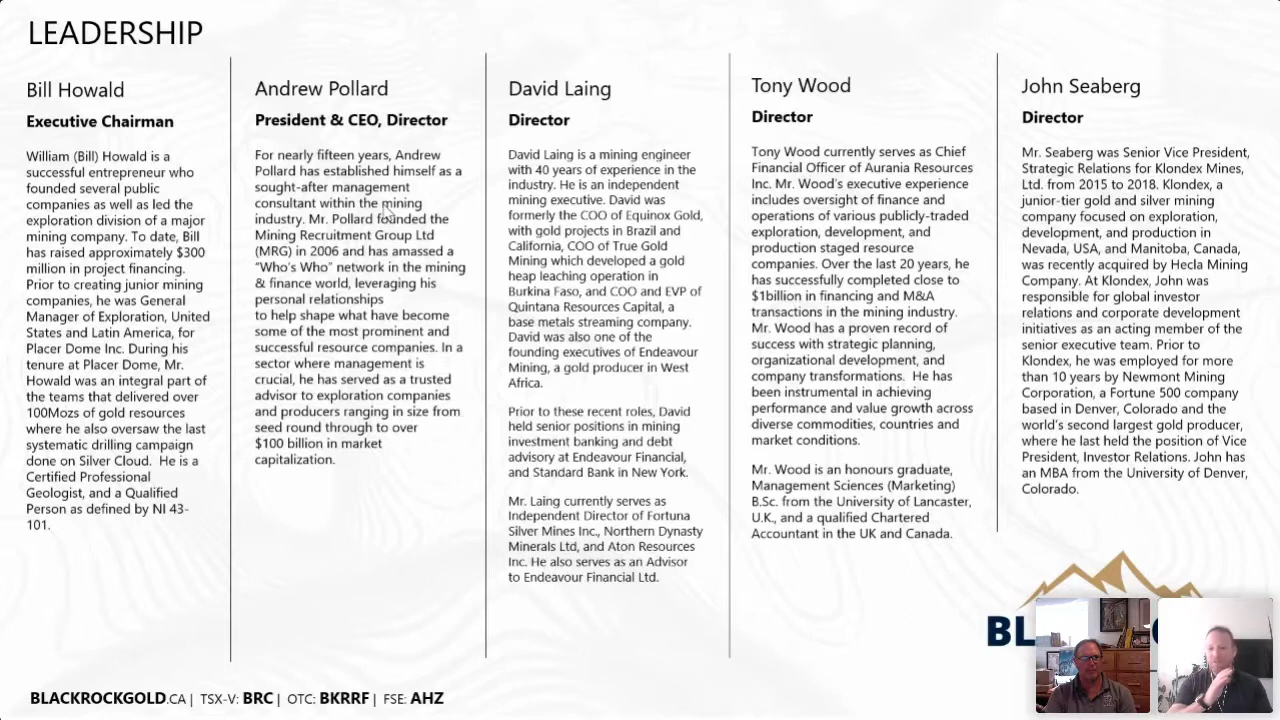 LEADERSHIP
Bill Howald
Executive Chairman
William (Bill) Howald is a
successful entrepreneur who
founded several public
companies as well as led the
exploration division of a major
mining company. To date, Bill
has raised approximately $300
million in project financing.
Prior to creating junior mining
companies, he was General
Manager of Exploration, United
States and Latin America, for
Placer Dome Inc. During his
tenure at Placer Dome, Mr.
Howald was an integral part of
the teams that delivered over
100Mozs of gold resources
where he also oversaw the last
systematic drilling campaign
done on Silver Cloud. He is a
Certified Professional
Geologist, and a Qualified
Person as defined by NI 43-
101.
Andrew Pollard
President & CEO, Director
For nearly fifteen years, Andrew
Pollard has established himself as a
sought-after management
consultant within the mining
industry. Mr. Pollard founded the
Mining Recruitment Group Ltd
(MRG) in 2006 and has amassed a
“Who’s Who” network in the mining
& finance world, leveraging his
personal relationships
to help shape what have become
some of the most prominent and
successful resource companies. In a
sector where management is
crucial, he has served as a trusted
advisor to exploration companies
and producers ranging in size from
seed round through to over
$100 billion in market
capitalization.
David Laing
Director
David Laing is a mining engineer
with 40 years of experience in the
industry. He is an independent
mining executive. David was
formerly the COO of Equinox Gold,
with gold projects in Brazil and
California, COO of True Gold
Mining which developed a gold
heap leaching operation in
Burkina Faso, and COO and EVP of
Quintana Resources Capital, a
base metals streaming company.
David was also one of the
founding executives of Endeavour
Mining, a gold producer in West
Africa.
Prior to these recent roles, David
held senior positions in mining
investment banking and debt
advisory at Endeavour Financial,
and Standard Bank in New York.
Mr. Laing currently serves as
Independent Director of Fortuna
Silver Mines Inc., Northern Dynasty
Minerals Ltd, and Aton Resources
Inc. He also serves as an Advisor
to Endeavour Financial Ltd.
Tony Wood
Director
Tony Wood currently serves as Chief
Financial Officer of Aurania Resources
Inc. Mr. Wood’s executive experience
includes oversight of finance and
operations of various publicly-traded
exploration, development, and
production staged resource
companies. Over the last 20 years, he
has successfully completed close to
$1billion in financing and M&A
transactions in the mining industry.
Mr. Wood has a proven record of
success with strategic planning,
organizational development, and
company transformations. He has
been instrumental in achieving
performance and value growth across
diverse commodities, countries and
market conditions.
Mr. Wood is an honours graduate,
Management Sciences (Marketing)
B.Sc. from the University of Lancaster,
U.K., and a qualified Chartered
Accountant in the UK and Canada.
John Seaberg
Director
Mr. Seaberg was Senior Vice President,
Strategic Relations for Klondex Mines,
Ltd. from 2015 to 2018. Klondex, a
junior-tier gold and silver mining
company focused on exploration,
development, and production in
Nevada, USA, and Manitoba, Canada,
was recently acquired by Hecla Mining
Company. At Klondex, John was
responsible for global investor
relations and corporate development
initiatives as an acting member of the
senior executive team. Prior to
Klondex, he was employed for more
than 10 years by Newmont Mining
Corporation, a Fortune 500 company
based in Denver, Colorado and the
world’s second largest gold producer,
where he last held the position of Vice
President, Investor Relations. John has
an MBA from the University of Denver,
Colorado.
BL
BLACKROCKGOLD.CA | TSX-V: BRC | OTC: BKRRF | FSE: AHZ